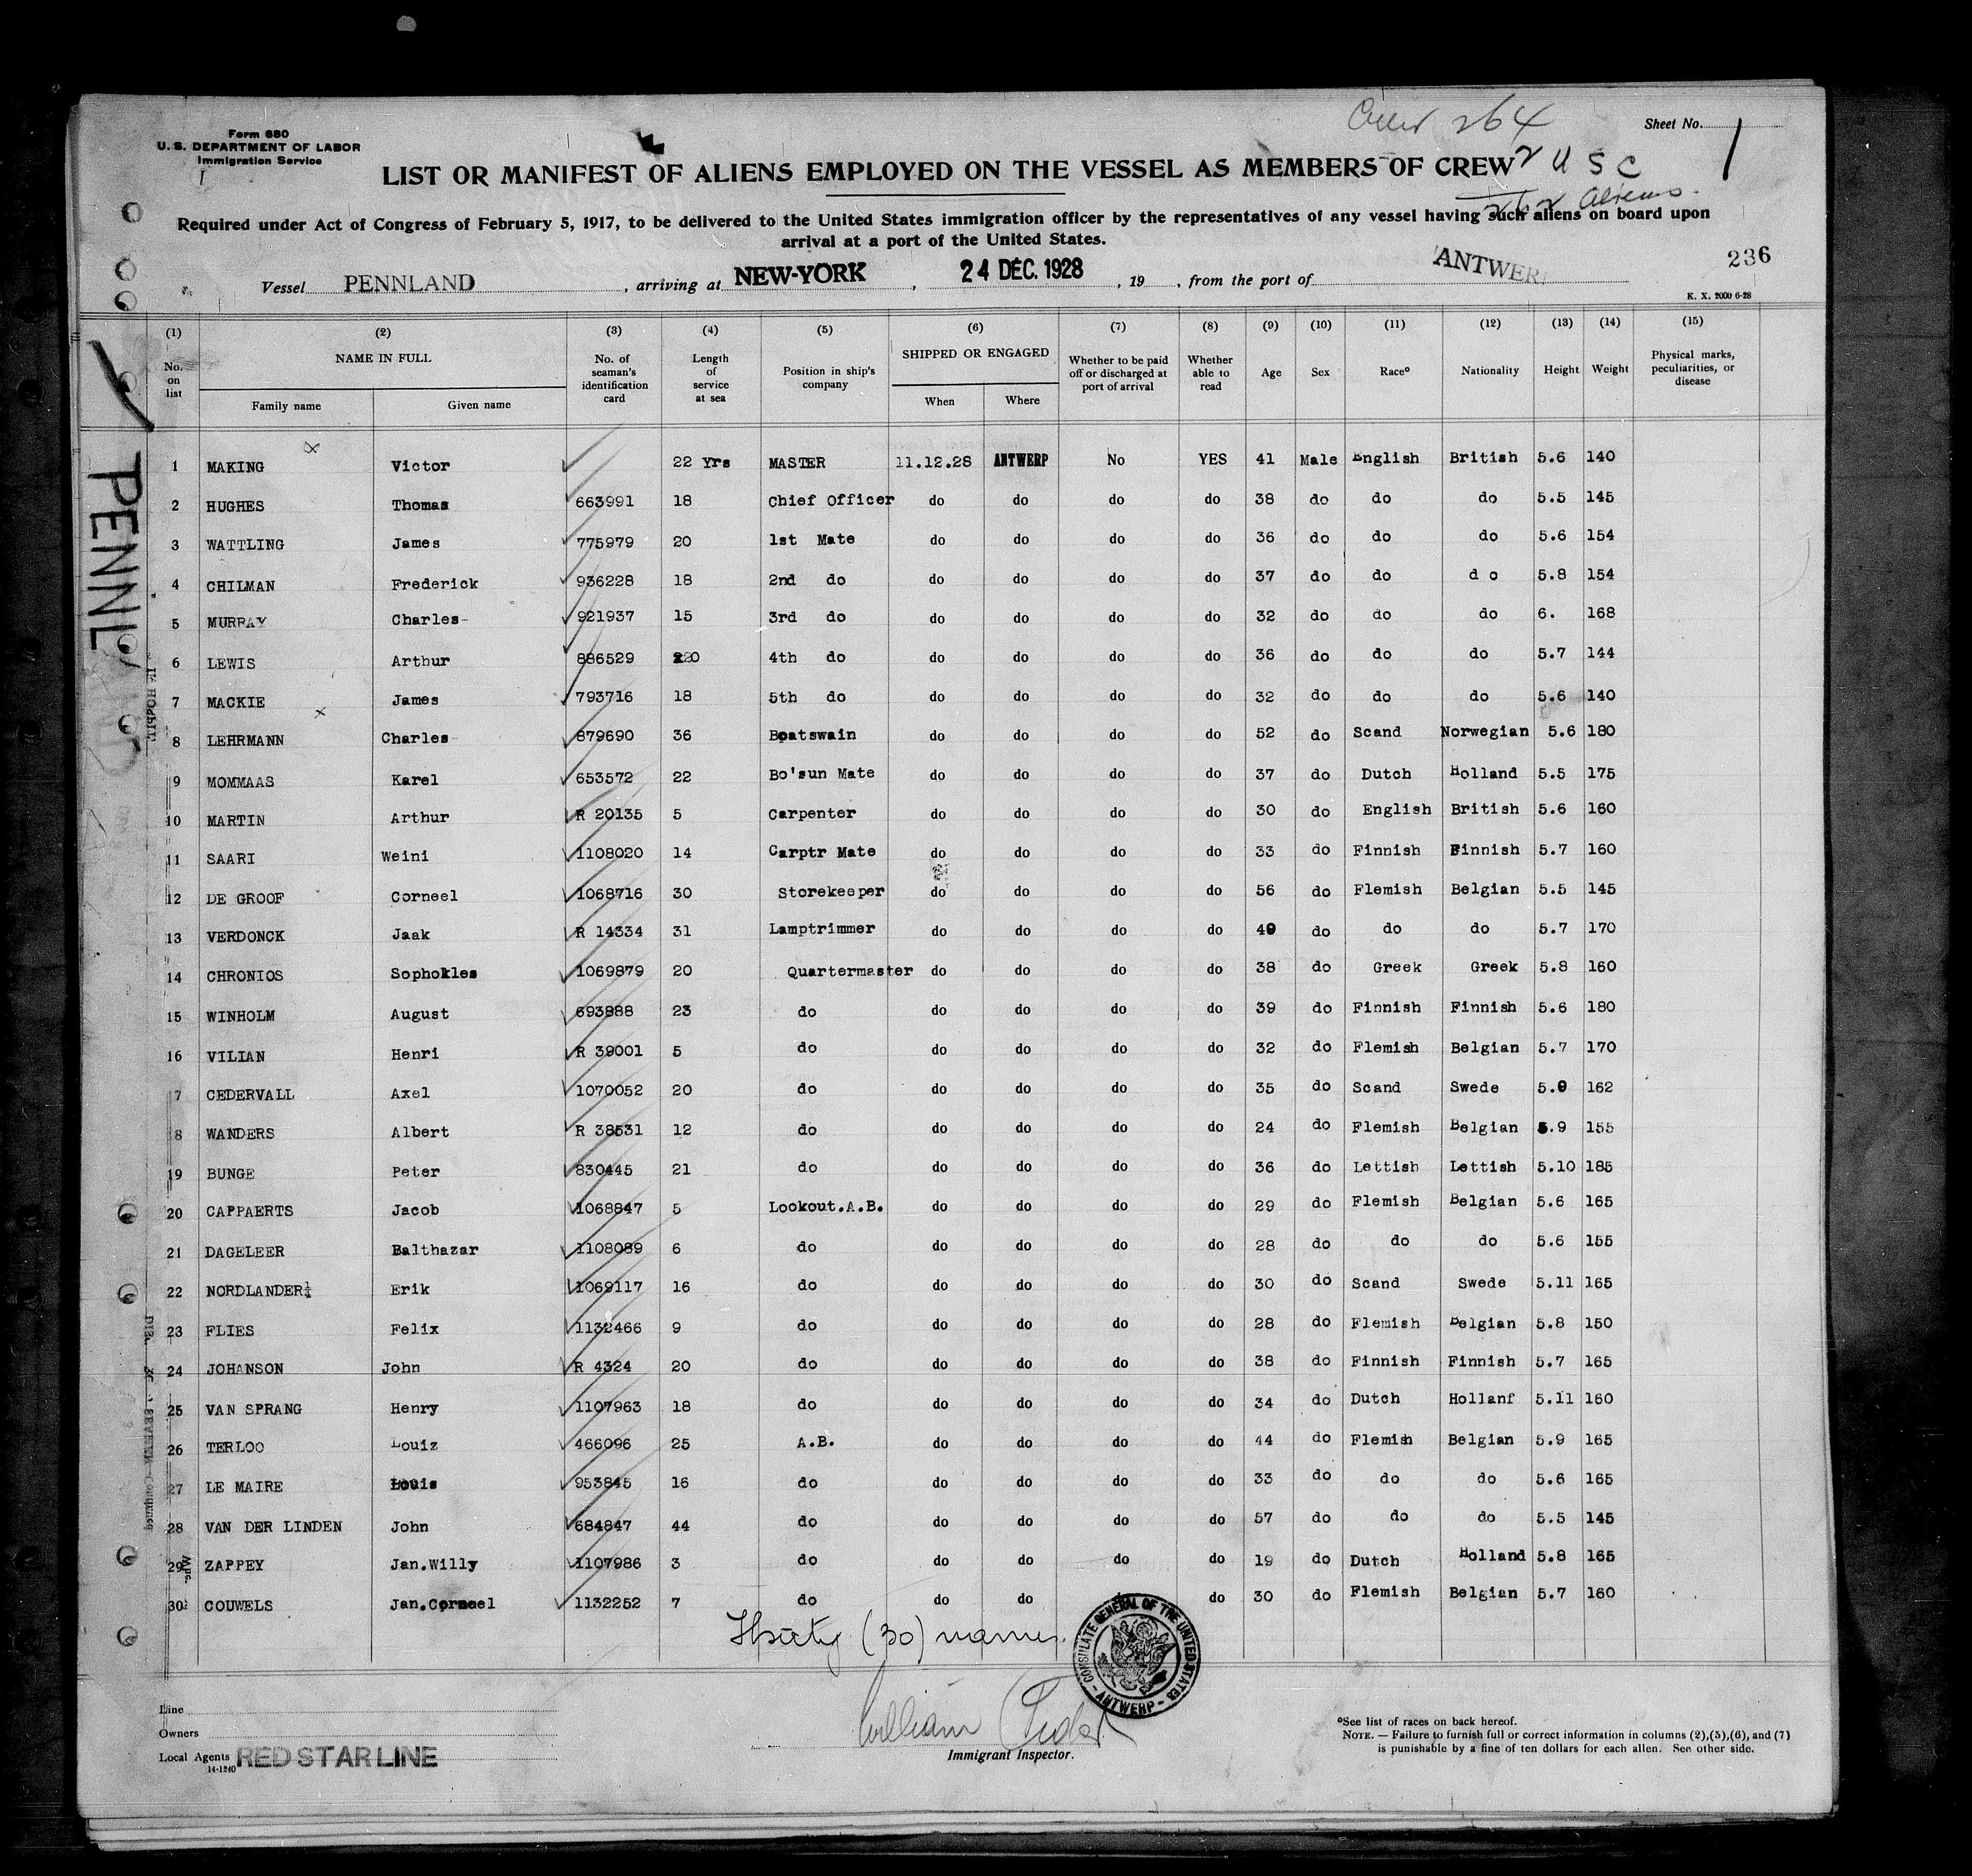 Crew 264
Form 680
U. S. DEPARTMENT OF LABOR
Immigration Service
Sheet No. 1
LIST OR MANIFEST OF ALIENS EMPLOYED ON THE VESSEL AS MEMBERS OF CREW
2 U S C
262 Aliens.
Required under Act of Congress of February 5, 1917, to be delivered to the United States immigration officer by the representatives of any vessel having such aliens on board upon
arrival at a port of the United States.
236
Vessel PENNLAND , arriving at NEW-YORK , 24 DÉC. 1928 , 19 , from the port of ANTWER
K. X. 2000 6-28
(1) (2) (3) (4) (5) (6) (7) (8) (9) (10) (11) (12) (13) (14) (15)
No. on list NAME IN FULL Family name Given name No. of seaman's identification card Length of service at sea Position in ship's company SHIPPED OR ENGAGED When Where Whether to be paid off or discharged at port of arrival Whether able to read Age Sex Race° Nationality Height Weight Physical marks, peculiarities, or disease
PENNL
1 MAKING Victor 22 Yrs MASTER 11.12.28 ANTWERP No YES 41 Male English British 5.6 140
2 HUGHES Thomas 663991 18 Chief Officer do do do do 38 do do do 5.5 145
3 WATTLING James 775979 20 1st Mate do do do do 36 do do do 5.6 154
4 CHILMAN Frederick 936228 18 2nd do do do do do 37 do do d o 5.8 154
5 MURRAY Charles 921937 15 3rd do do do do do 32 do do do 6. 168
6 LEWIS Arthur 886529 20 4th do do do do do 36 do do do 5.7 144
7 MACKIE James 793716 18 5th do do do do do 32 do do do 5.6 140
8 LEHRMANN Charles 879690 36 Boatswain do do do do 52 do Scand Norwegian 5.6 180
9 MOMMAAS Karel 653572 22 Bo'sun Mate do do do do 37 do Dutch Holland 5.5 175
10 MARTIN Arthur R 20135 5 Carpenter do do do do 30 do English British 5.6 160
11 SAARI Weini 1108020 14 Carptr Mate do do do do 33 do Finnish Finnish 5.7 160
12 DE GROOF Corneel 1068716 30 Storekeeper do do do do 56 do Flemish Belgian 5.5 145
13 VERDONCK Jaak R 14334 31 Lamptrimmer do do do do 49 do do do 5.7 170
14 CHRONIOS Sophokles 1069879 20 Quartermaster do do do do 38 do Greek Greek 5.8 160
15 WINHOLM August 693888 23 do do do do do 39 do Finnish Finnish 5.6 180
16 VILIAN Henri R 39001 5 do do do do do 32 do Flemish Belgian 5.7 170
7 CEDERVALL Axel 1070052 20 do do do do do 35 do Scand Swede 5.9 162
8 WANDERS Albert R 38531 12 do do do do do 24 do Flemish Belgian 5.9 155
19 BUNGE Peter 830445 21 do do do do do 36 do Lettish Lettish 5.10 185
20 CAPPAERTS Jacob 1068847 5 Lookout.A.B. do do do do 29 do Flemish Belgian 5.6 165
21 DAGELEER Balthazar 1108089 6 do do do do do 28 do do do 5.6 155
22 NORDLANDER¼ Erik 1069117 16 do do do do do 30 do Scand Swede 5.11 165
23 FLIES Felix 1132466 9 do do do do do 28 do Flemish Belgian 5.8 150
24 JOHANSON John R 4324 20 do do do do do 38 do Finnish Finnish 5.7 165
25 VAN SPRANG Henry 1107963 18 do do do do do 34 do Dutch Hollanf 5.11 160
26 TERLOO Louiz 466096 25 A.B. do do do do 44 do Flemish Belgian 5.9 165
27 LE MAIRE Louis 953845 16 do do do do do 33 do do do 5.6 165
28 VAN DER LINDEN John 684847 44 do do do do do 57 do do do 5.5 145
29 ZAPPEY Jan.Willy 1107986 3 do do do do do 19 do Dutch Holland 5.8 165
30 COUWELS Jan.Corneel 1132252 7 do do do do 30 do Flemish Belgian 5.7 160
Thirty (30) names.
CONSULATE GENERAL OF THE UNITED STATES - ANTWERP -
Line
Owners
Local Agents RED STAR LINE
14-1240
William
Immigrant Inspector.
°See list of races on back hereof.
NOTE. — Failure to furnish full or correct information in columns (2),(5),(6), and (7)
is punishable by a fine of ten dollars for each allen. See other side.